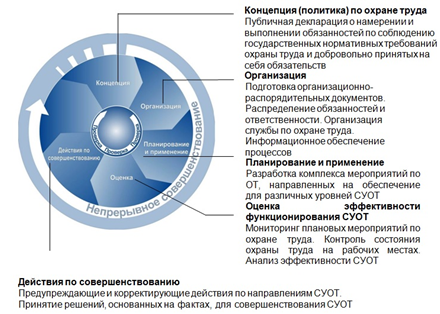 Концепция (политика) по охране труда
Публичная декларация о намерении и
выполнении обязанностей по соблюдению
государственных нормативных требований
охраны труда и добровольно принятых на
себя обязательств
Организация
Подготовка организационно-
распорядительных документов.
Распределение обязанностей и
ответственности. Организация
службы по охране труда.
Информационное обеспечение
процессов
Планирование и применение
Разработка комплекса мероприятий по
ОТ, направленных на обеспечение
для различных уровней СУОТ
Оценка эффективности
функционирования СУОТ
Мониторинг плановых мероприятий по
охране труда. Контроль состояния
охраны труда на рабочих местах.
Анализ эффективности СУОТ
Концепция
Организация
Планирование
и применение
Оценка
Действия по
совершенствованию
Непрерывное совершенствование
Действия по совершенствованию
Предупреждающие и корректирующие действия по направлениям СУОТ.
Принятие решений, основанных на фактах, для совершенствования СУОТ